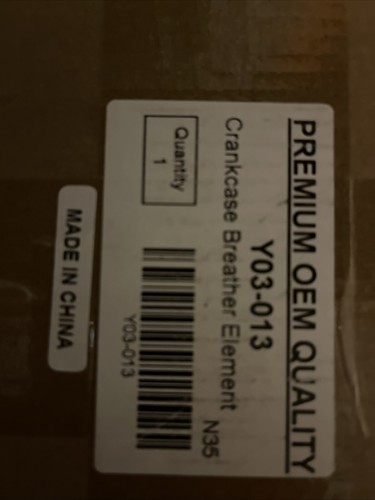 PREMIUM OEM QUALITY
Y03-013
Crankcase Breather Element
N35
Quantity
1
Y03-013
MADE IN CHINA